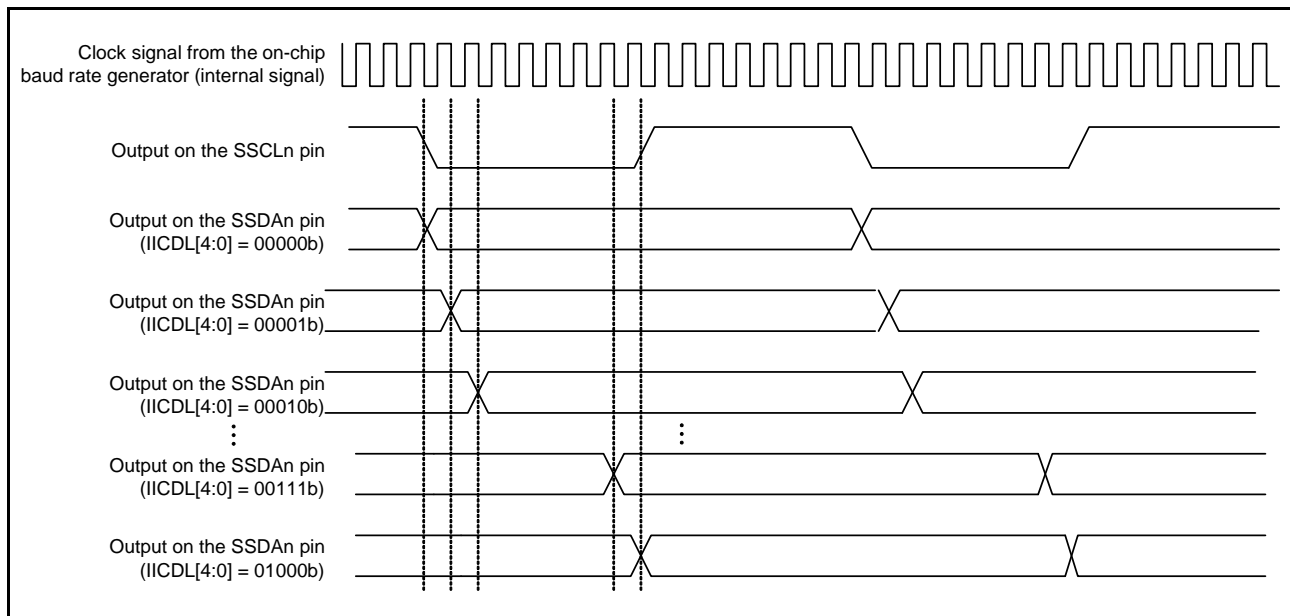 Clock signal from the on-chip
baud rate generator (internal signal)
Output on the SSCLn pin
Output on the SSDAn pin
(IICDL[4:0] = 00000b)
Output on the SSDAn pin
(IICDL[4:0] = 00001b)
Output on the SSDAn pin
(IICDL[4:0] = 00010b)
Output on the SSDAn pin
(IICDL[4:0] = 00111b)
Output on the SSDAn pin
(IICDL[4:0] = 01000b)